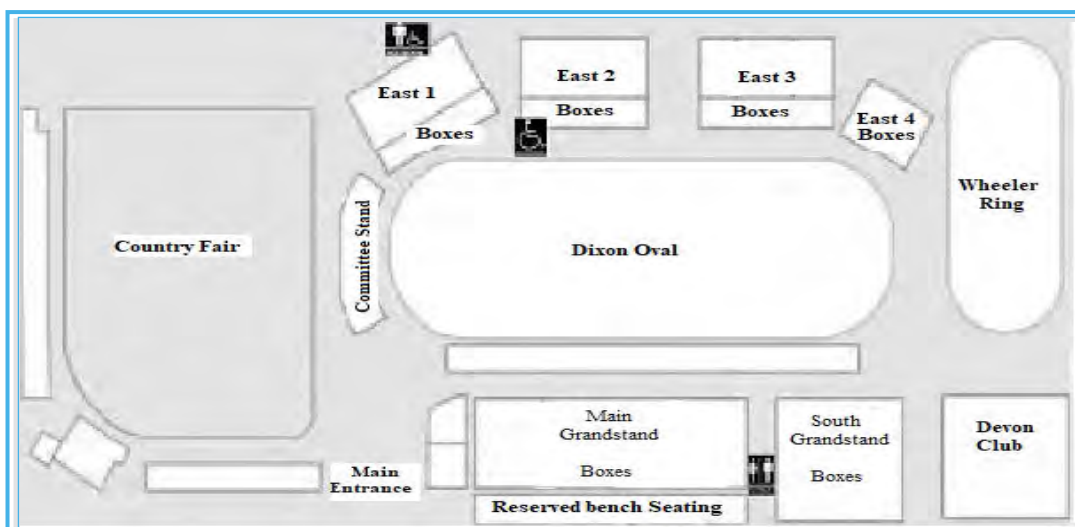 East 1
Boxes
East 2
Boxes
East 3
Boxes
East 4
Boxes
Wheeler
Ring
Country Fair
Committee Stand
Dixon Oval
Main
Entrance
Main
Grandstand
Boxes
Reserved bench Seating
South
Grandstand
Boxes
Devon
Club